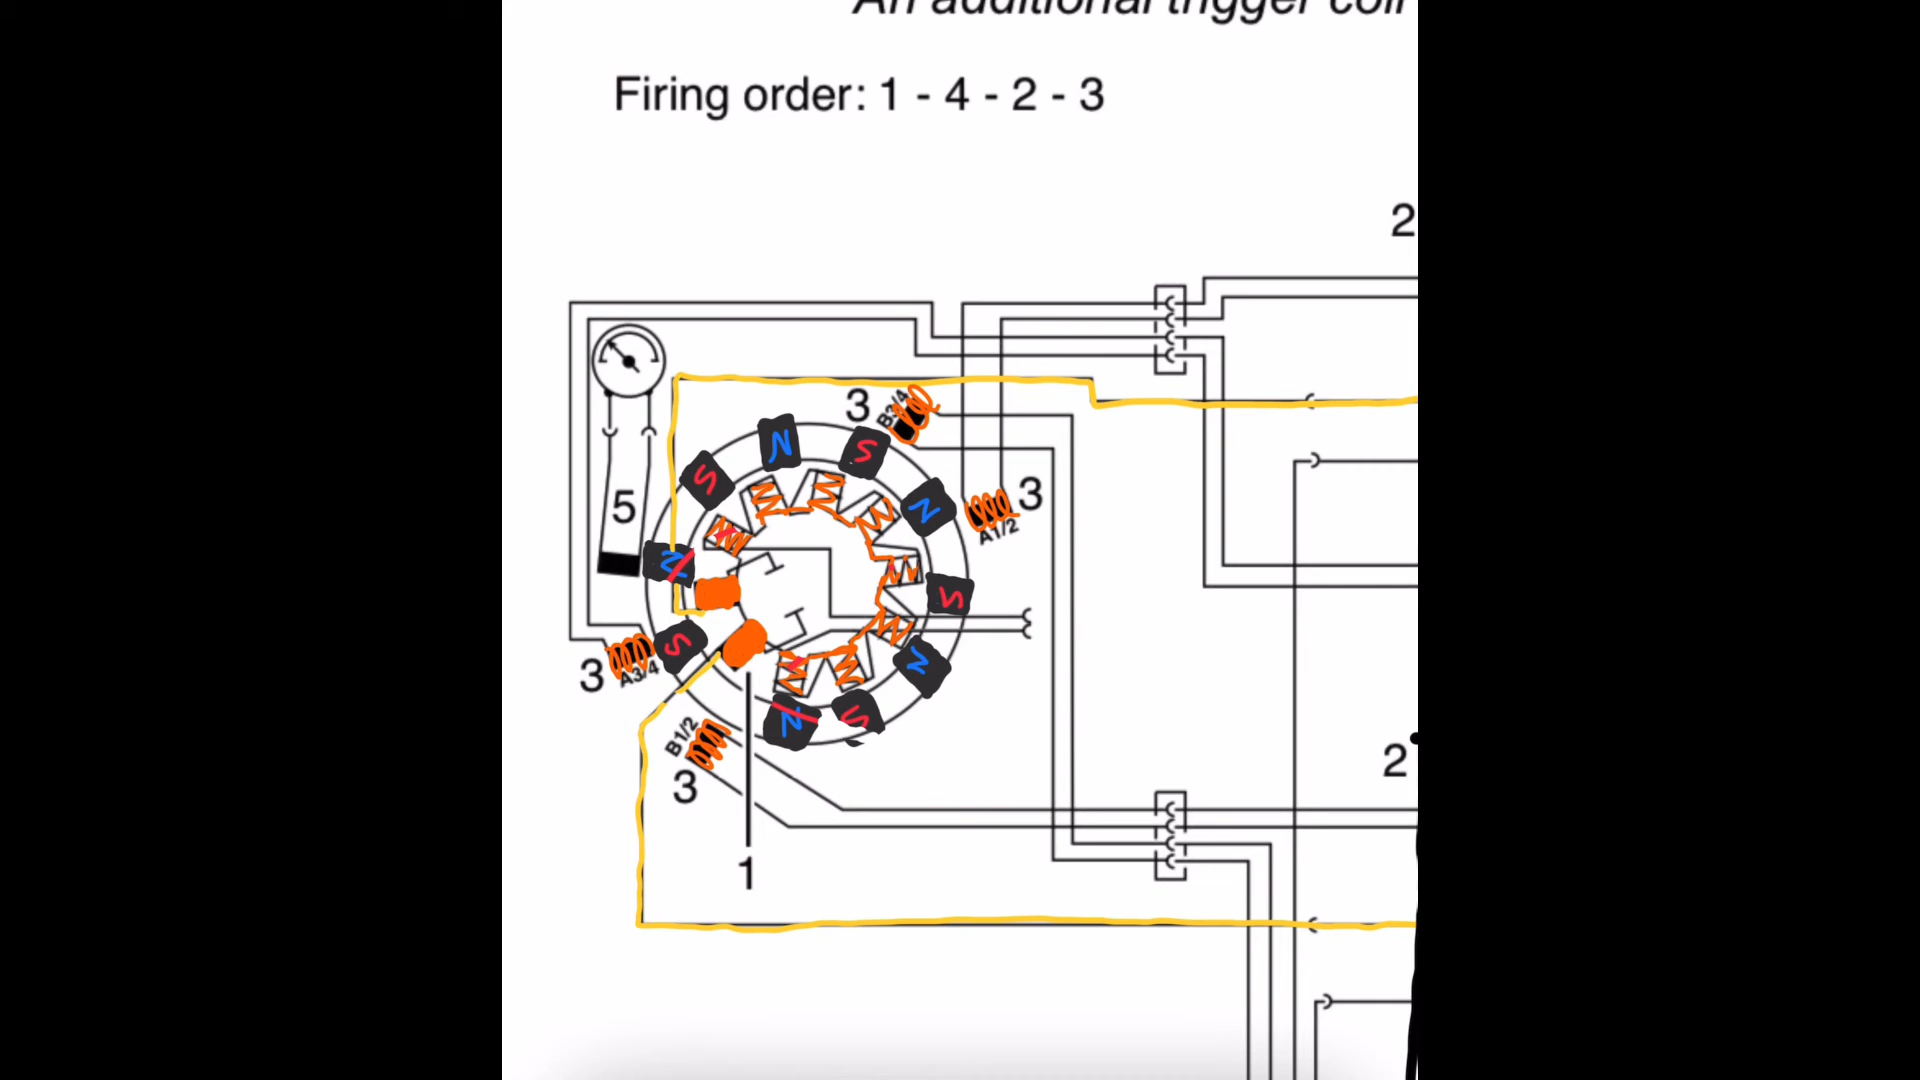 An additional trigger coil
Firing order: 1 - 4 - 2 - 3
2
3
B3/4
N
S
S
N
3
A1/2
5
N
S
S
N
3
A3/4
N
S
B1/2
3
2
1